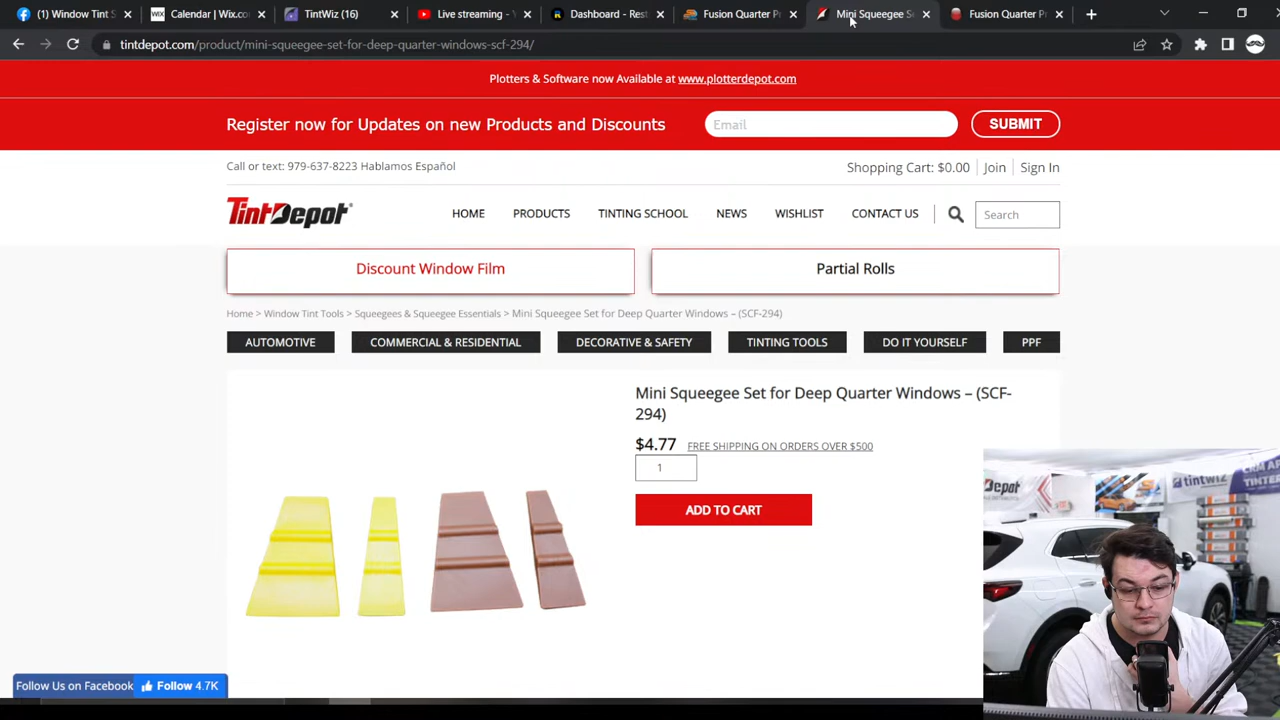 (1) Window Tint S
Calendar | Wix.co
TintWiz (16)
Live streaming - Y
Dashboard - Rest
Fusion Quarter P
Mini Squeegee Se
Fusion Quarter P
tintdepot.com/product/mini-squeegee-set-for-deep-quarter-windows-scf-294/
Plotters & Software now Available at www.plotterdepot.com
Register now for Updates on new Products and Discounts
Email
SUBMIT
Call or text: 979-637-8223 Hablamos Español
Shopping Cart: $0.00
Join
Sign In
TintDepot
HOME
PRODUCTS
TINTING SCHOOL
NEWS
WISHLIST
CONTACT US
Search
Discount Window Film
Partial Rolls
Home > Window Tint Tools > Squeegees & Squeegee Essentials > Mini Squeegee Set for Deep Quarter Windows – (SCF-294)
AUTOMOTIVE
COMMERCIAL & RESIDENTIAL
DECORATIVE & SAFETY
TINTING TOOLS
DO IT YOURSELF
PPF
Mini Squeegee Set for Deep Quarter Windows – (SCF-
294)
$4.77 FREE SHIPPING ON ORDERS OVER $500
1
ADD TO CART
Follow Us on Facebook
Follow 4.7K
tintwiz